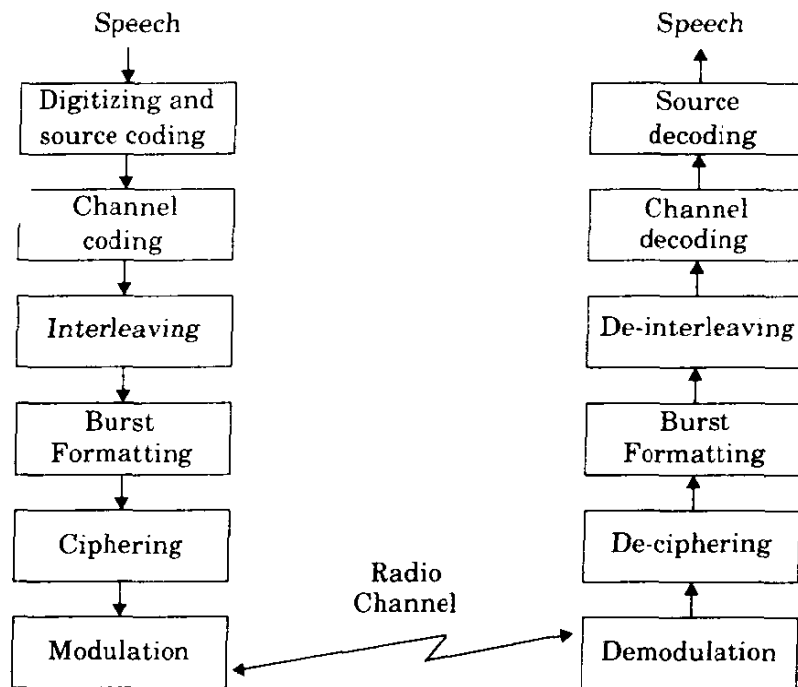 Speech
Digitizing and
source coding
Channel
coding
Interleaving
Burst
Formatting
Ciphering
Modulation
Radio
Channel
Speech
Source
decoding
Channel
decoding
De-interleaving
Burst
Formatting
De-ciphering
Demodulation